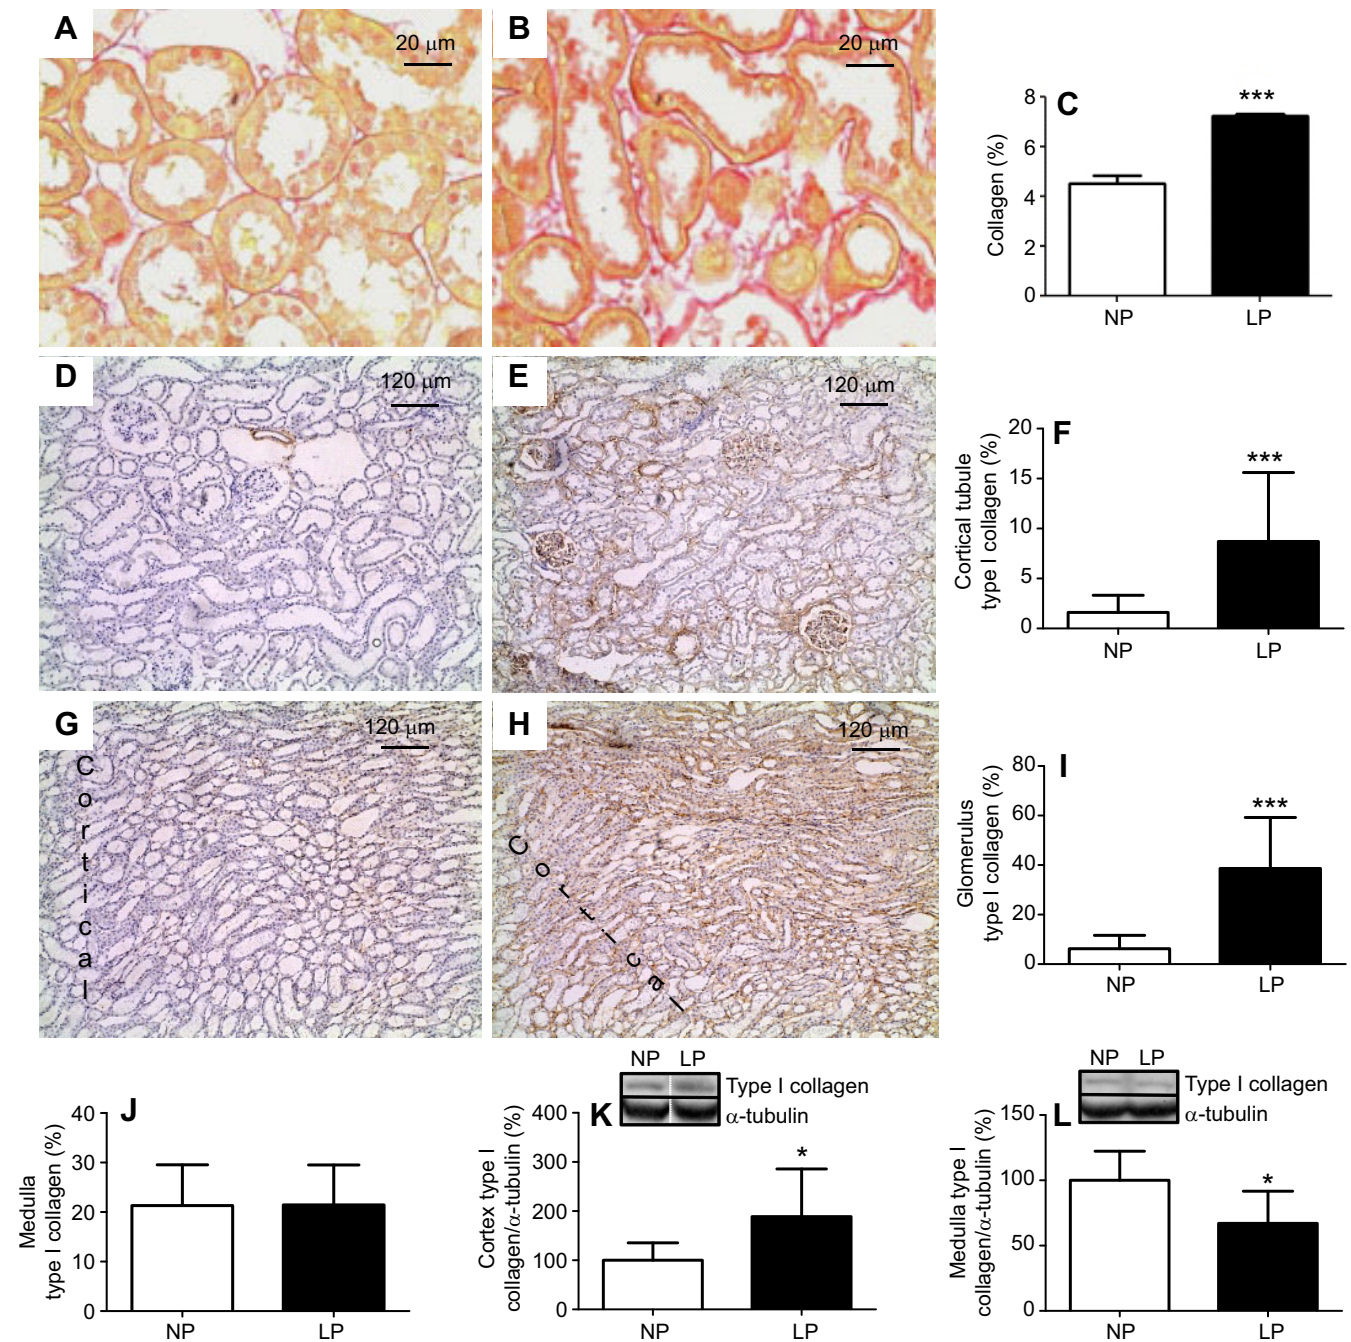 A
20 μm
B
20 μm
C
Collagen (%)
8
6
4
2
0
***
NP
LP
D
120 μm
E
120 μm
F
Cortical tubule
type I collagen (%)
20
15
10
5
0
***
NP
LP
G
120 μm
Cortical
H
120 μm
Cortical
I
Glomerulus
type I collagen (%)
80
60
40
20
0
***
NP
LP
J
Medulla
type I collagen (%)
40
30
20
10
0
NP
LP
K
NP LP
Type I collagen
α-tubulin
Cortex type I
collagen/α-tubulin (%)
400
300
200
100
0
*
NP
LP
L
NP LP
Type I collagen
α-tubulin
Medulla type I
collagen/α-tubulin (%)
150
100
50
0
*
NP
LP